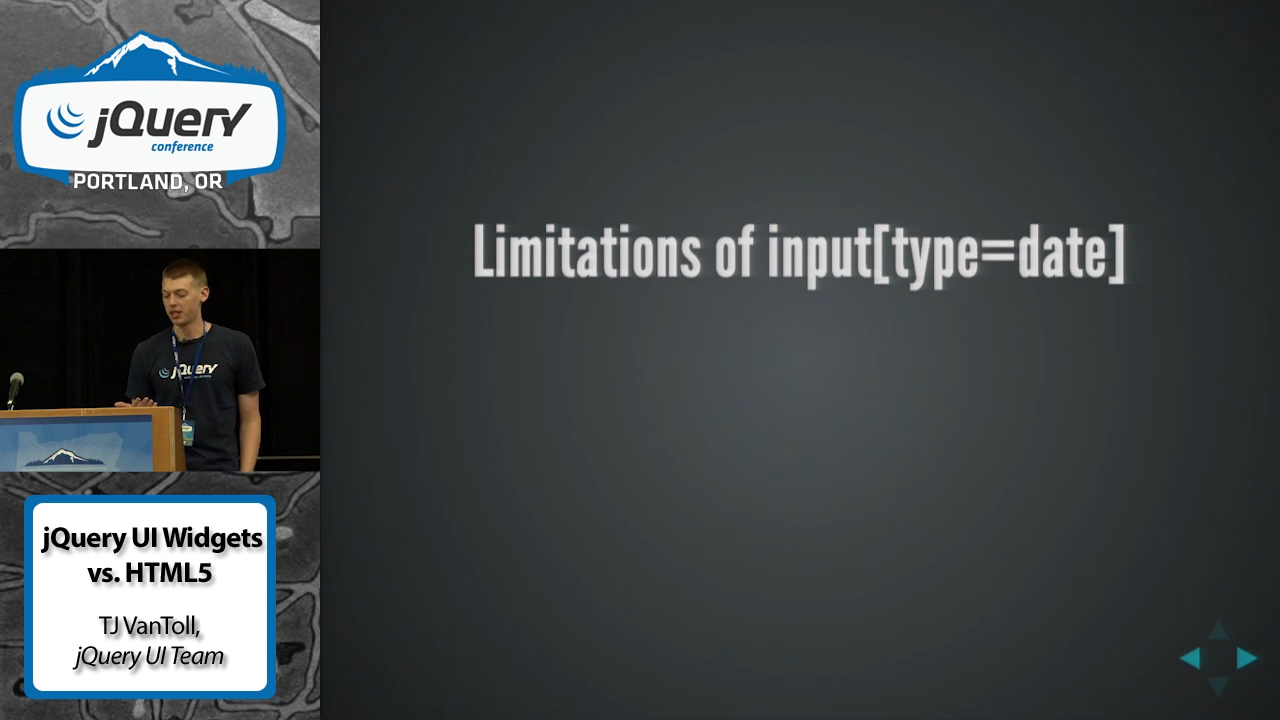 jQuery
conference
PORTLAND, OR
Limitations of input[type=date]
jQuery
jQuery UI Widgets
vs. HTML5
TJ VanToll,
jQuery UI Team